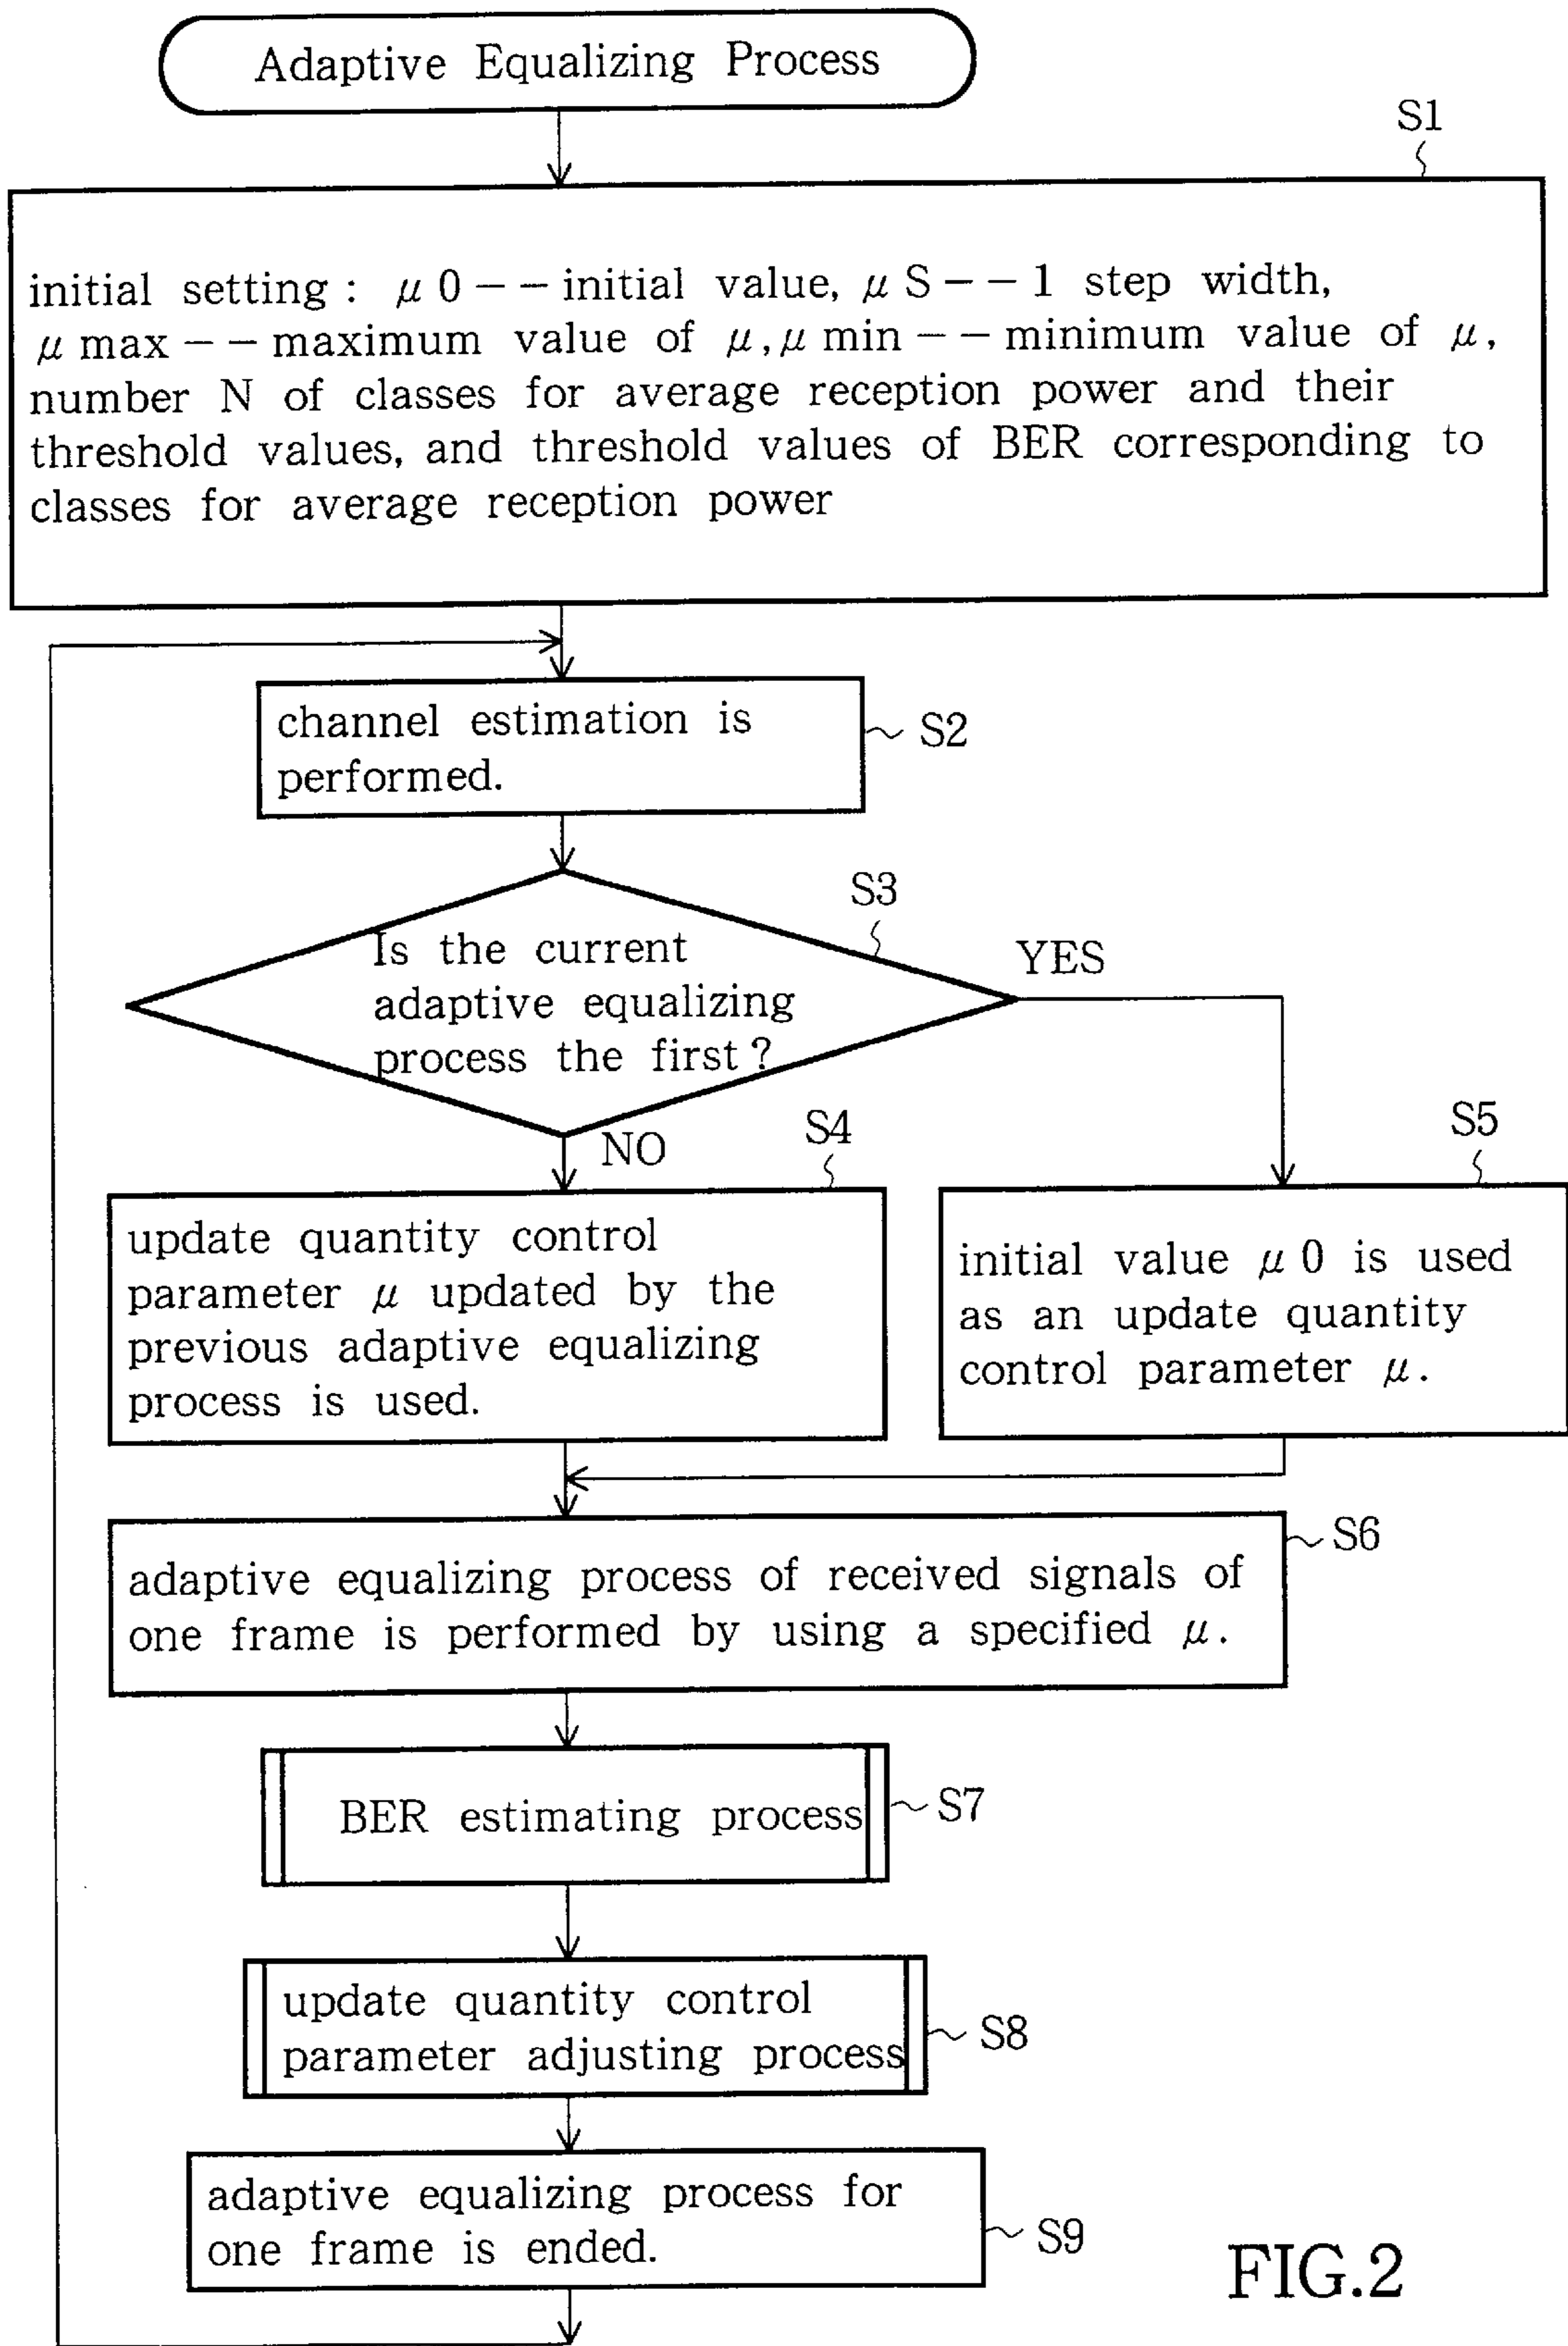 Adaptive Equalizing Process
S1
initial setting : μ 0 -- initial value, μ S -- 1 step width,
μ max -- maximum value of μ, μ min -- minimum value of μ,
number N of classes for average reception power and their
threshold values, and threshold values of BER corresponding to
classes for average reception power
channel estimation is
performed.
S2
S3
Is the current
adaptive equalizing
process the first?
YES
NO
S4
update quantity control
parameter μ updated by the
previous adaptive equalizing
process is used.
S5
initial value μ 0 is used
as an update quantity
control parameter μ.
S6
adaptive equalizing process of received signals of
one frame is performed by using a specified μ.
BER estimating process
S7
update quantity control
parameter adjusting process
S8
adaptive equalizing process for
one frame is ended.
S9
FIG.2